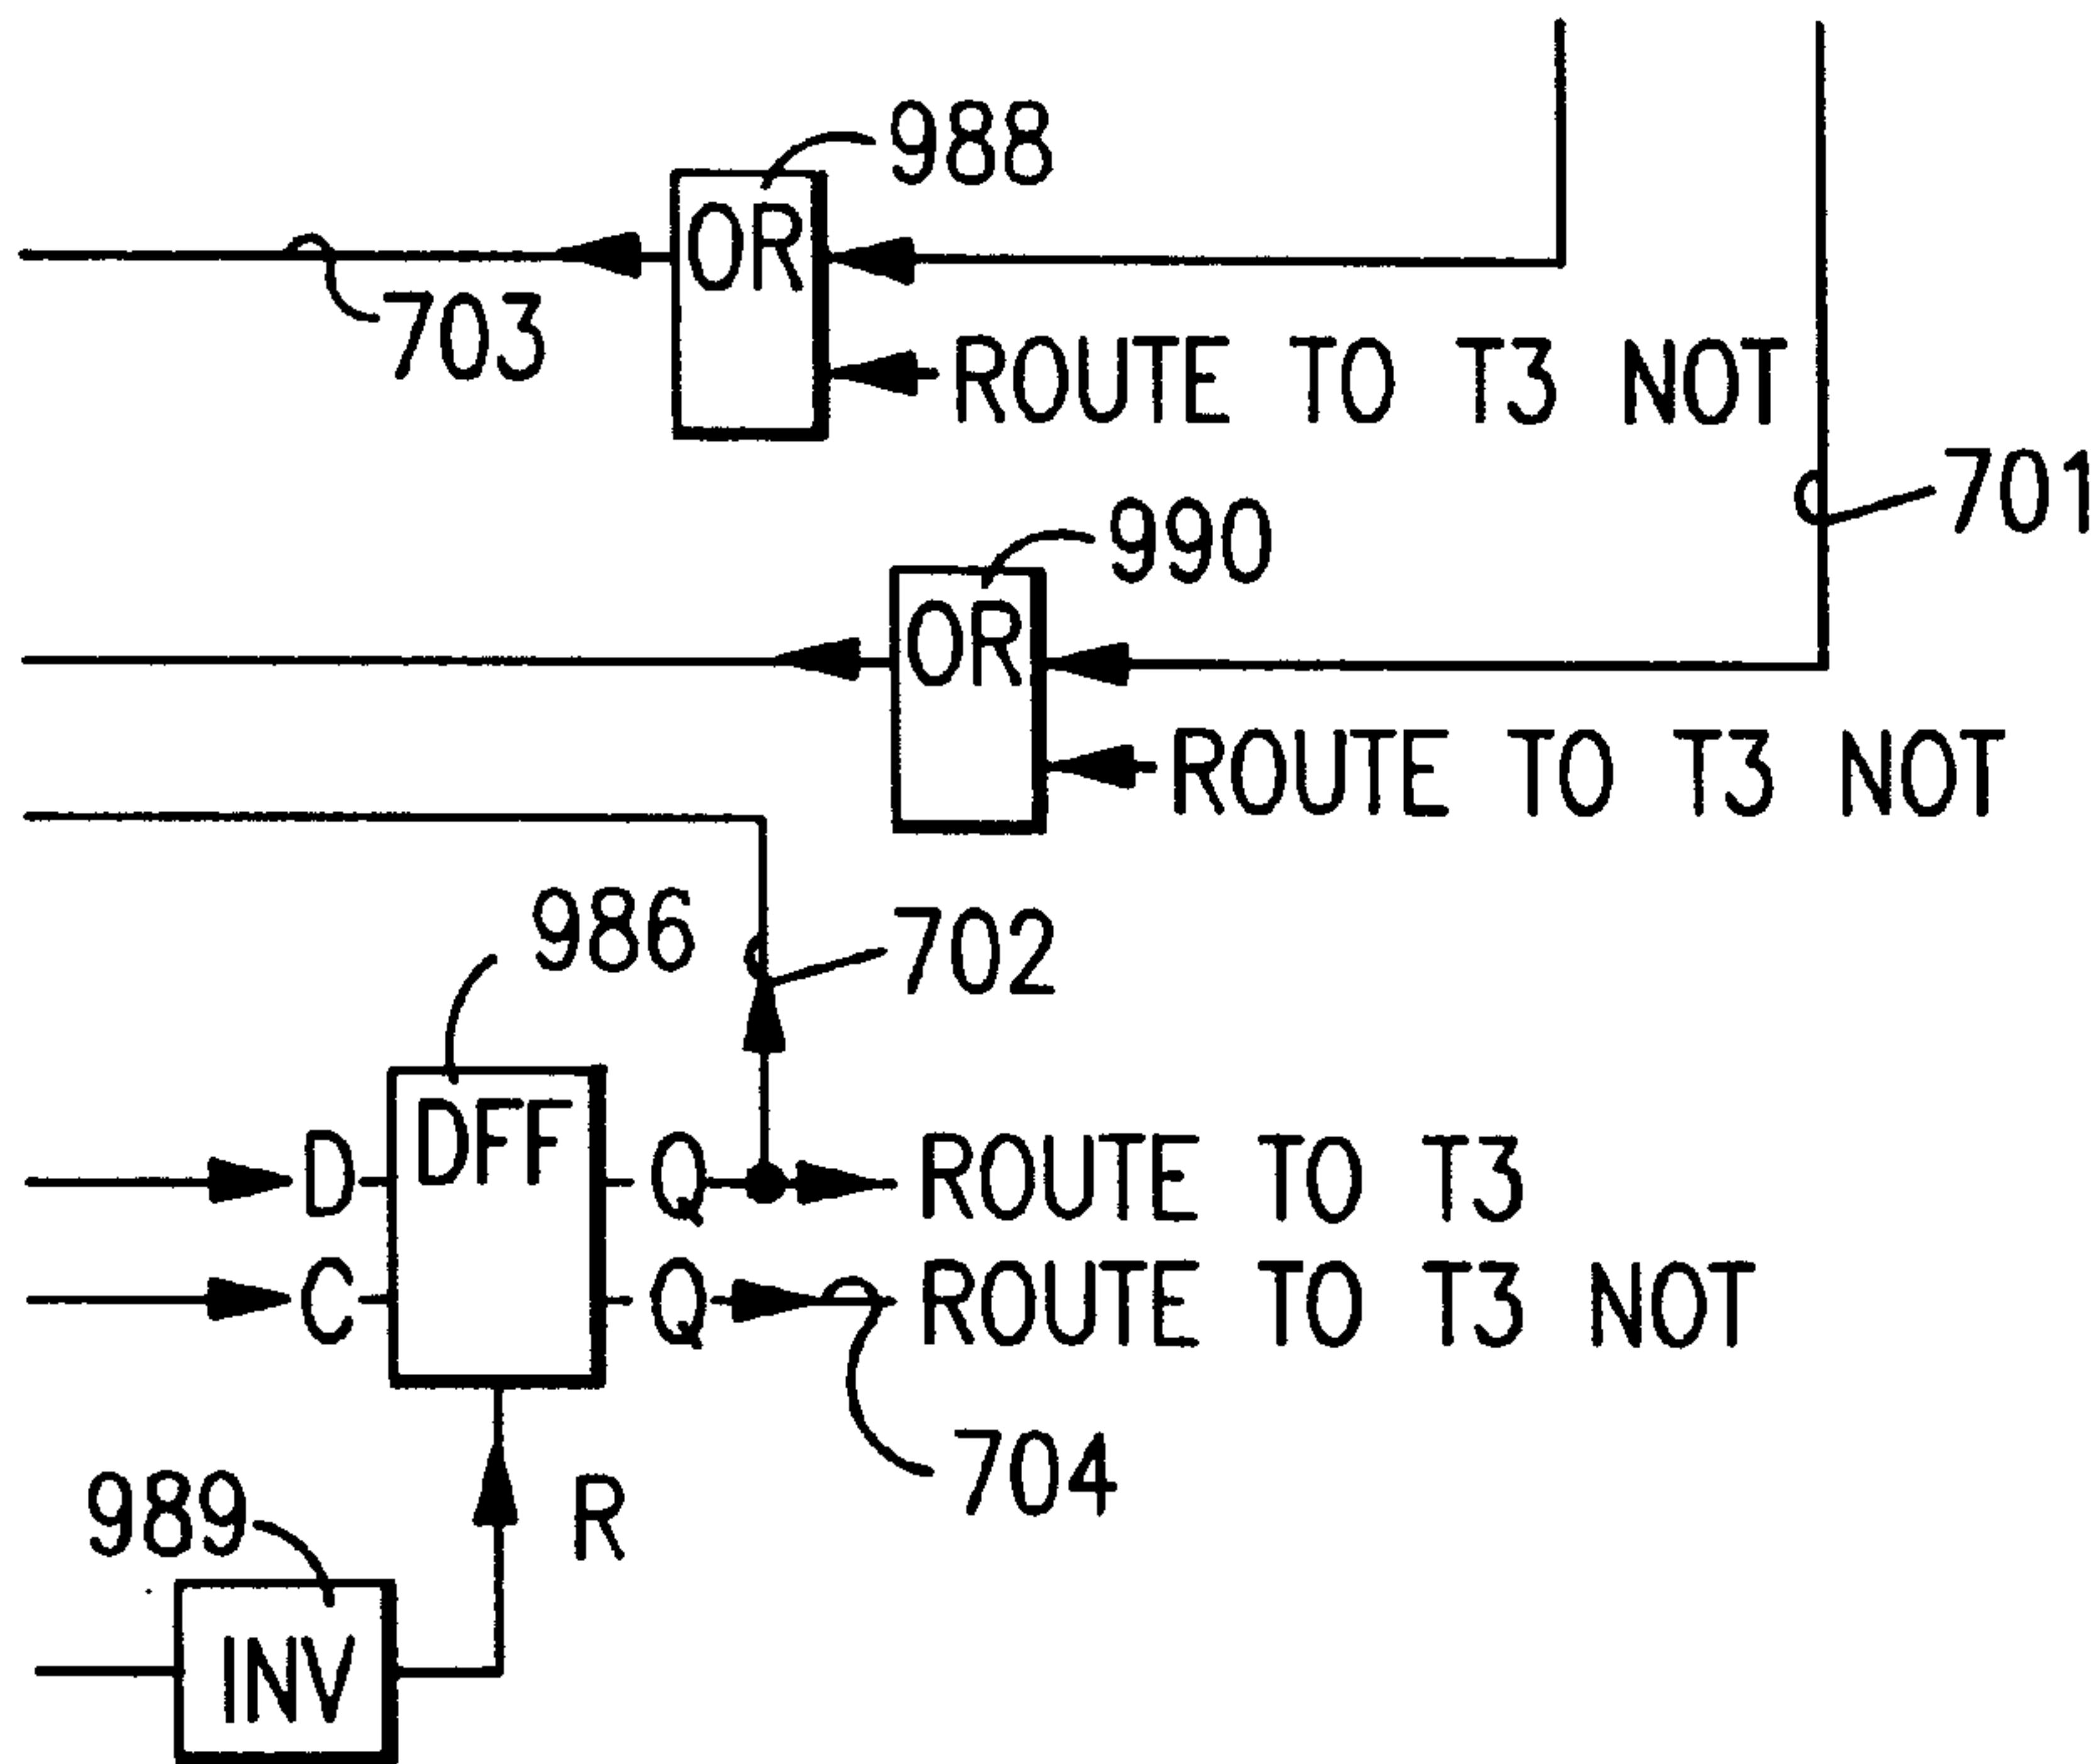 988
OR
703
ROUTE TO T3 NOT
701
990
OR
ROUTE TO T3 NOT
986
702
DFF
D
Q
ROUTE TO T3
C
Q
ROUTE TO T3 NOT
704
989
R
INV